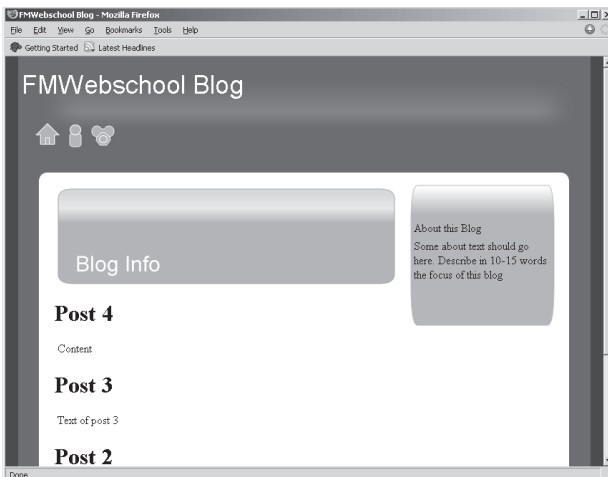 FMWebschool Blog - Mozilla Firefox
File Edit View Go Bookmarks Tools Help
Getting Started Latest Headlines
FMWebschool Blog
Blog Info
About this Blog
Some about text should go
here. Describe in 10-15 words
the focus of this blog
Post 4
Content
Post 3
Text of post 3
Post 2
Done